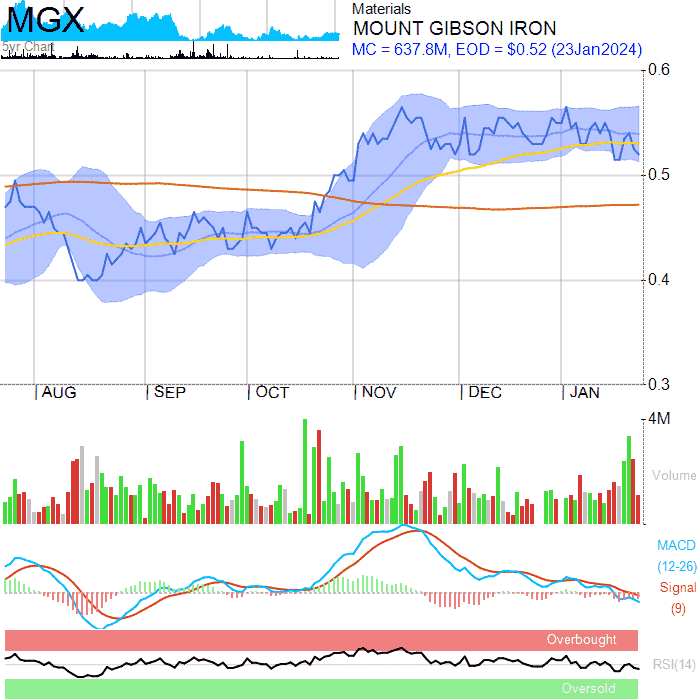 MGX
5yr Chart
Materials
MOUNT GIBSON IRON
MC = 637.8M, EOD = $0.52 (23Jan2024)
0.6
0.5
0.4
0.3
AUG SEP OCT NOV DEC JAN
4M
Volume
MACD
(12-26)
Signal
(9)
Overbought
RSI(14)
Oversold